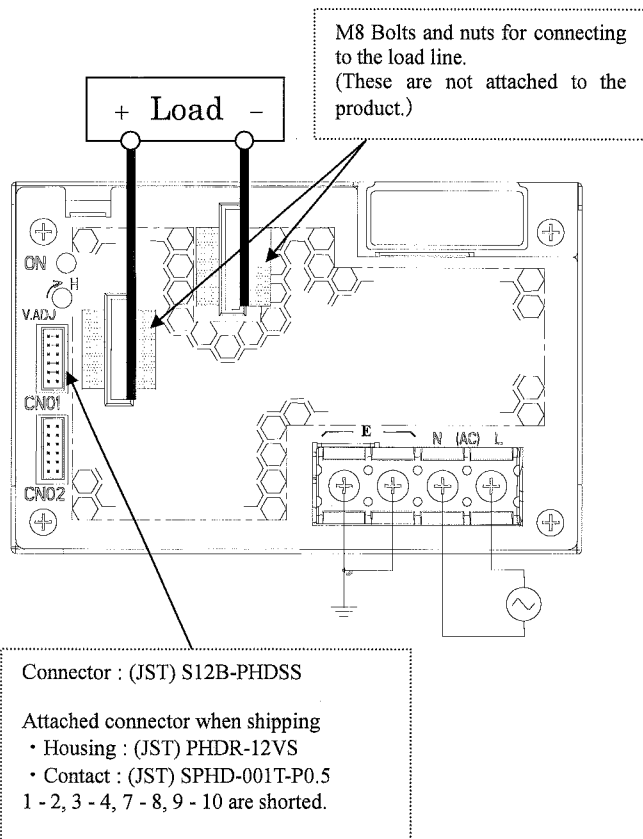 M8 Bolts and nuts for connecting
to the load line.
(These are not attached to the
product.)
+ Load -
ON
H
V.ADJ
CN01
CN02
E N (AC) L
Connector : (JST) S12B-PHDSS
Attached connector when shipping
・Housing : (JST) PHDR-12VS
・Contact : (JST) SPHD-001T-P0.5
1 - 2, 3 - 4, 7 - 8, 9 - 10 are shorted.